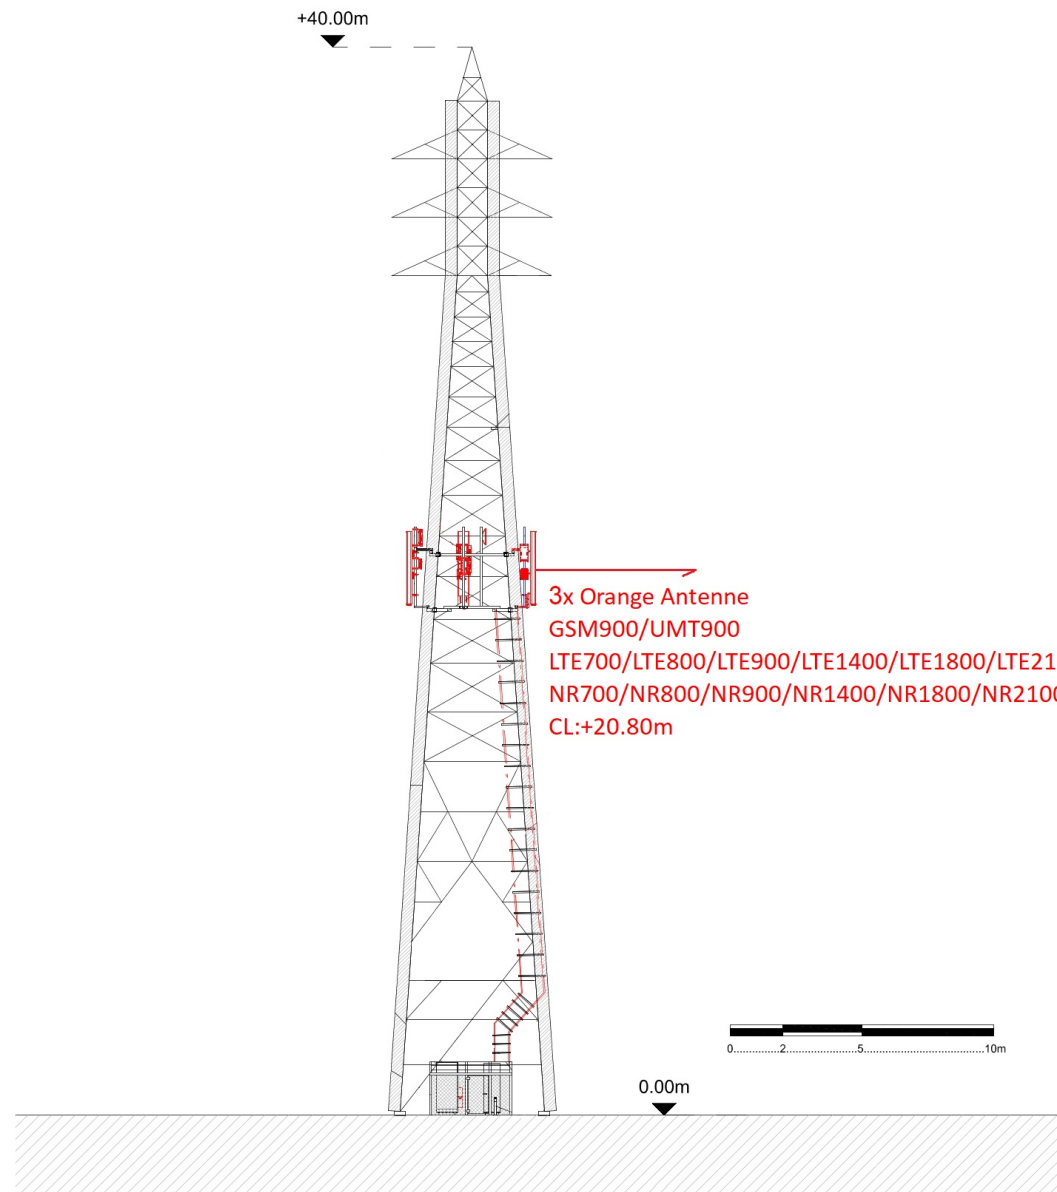 +40.00m
3x Orange Antenne
GSM900/UMT900
LTE700/LTE800/LTE900/LTE1400/LTE1800/LTE21
NR700/NR800/NR900/NR1400/NR1800/NR2100
CL:+20.80m
0............2.................5.............................10m
0.00m